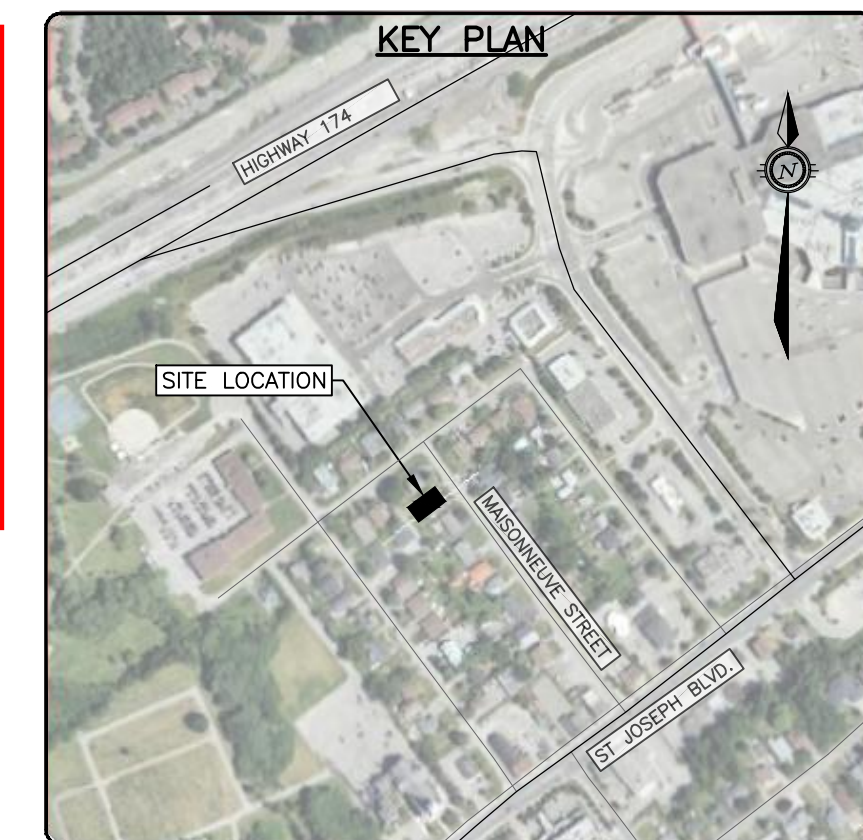 KEY PLAN
HIGHWAY 174
N
SITE LOCATION
MAISONNEUVE STREET
ST JOSEPH BLVD.